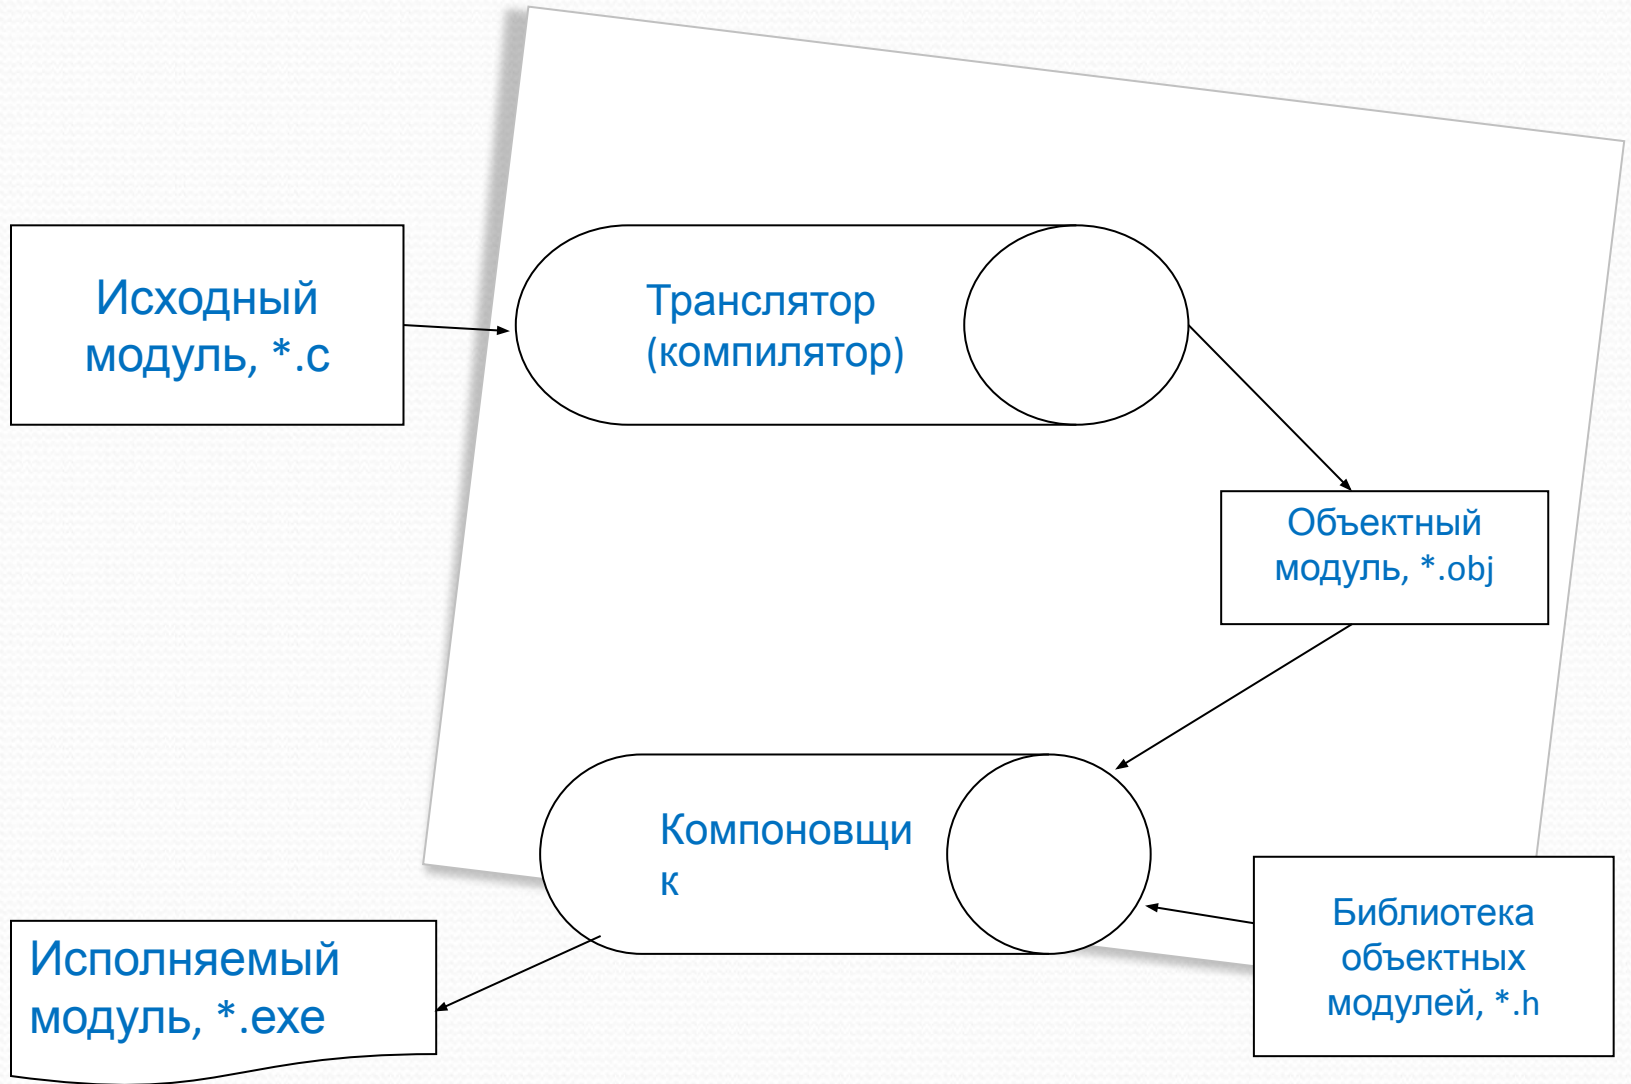 Исходный
модуль, *.c
Транслятор
(компилятор)
Объектный
модуль, *.obj
Компоновщи
к
Библиотека
объектных
модулей, *.h
Исполняемый
модуль, *.exe